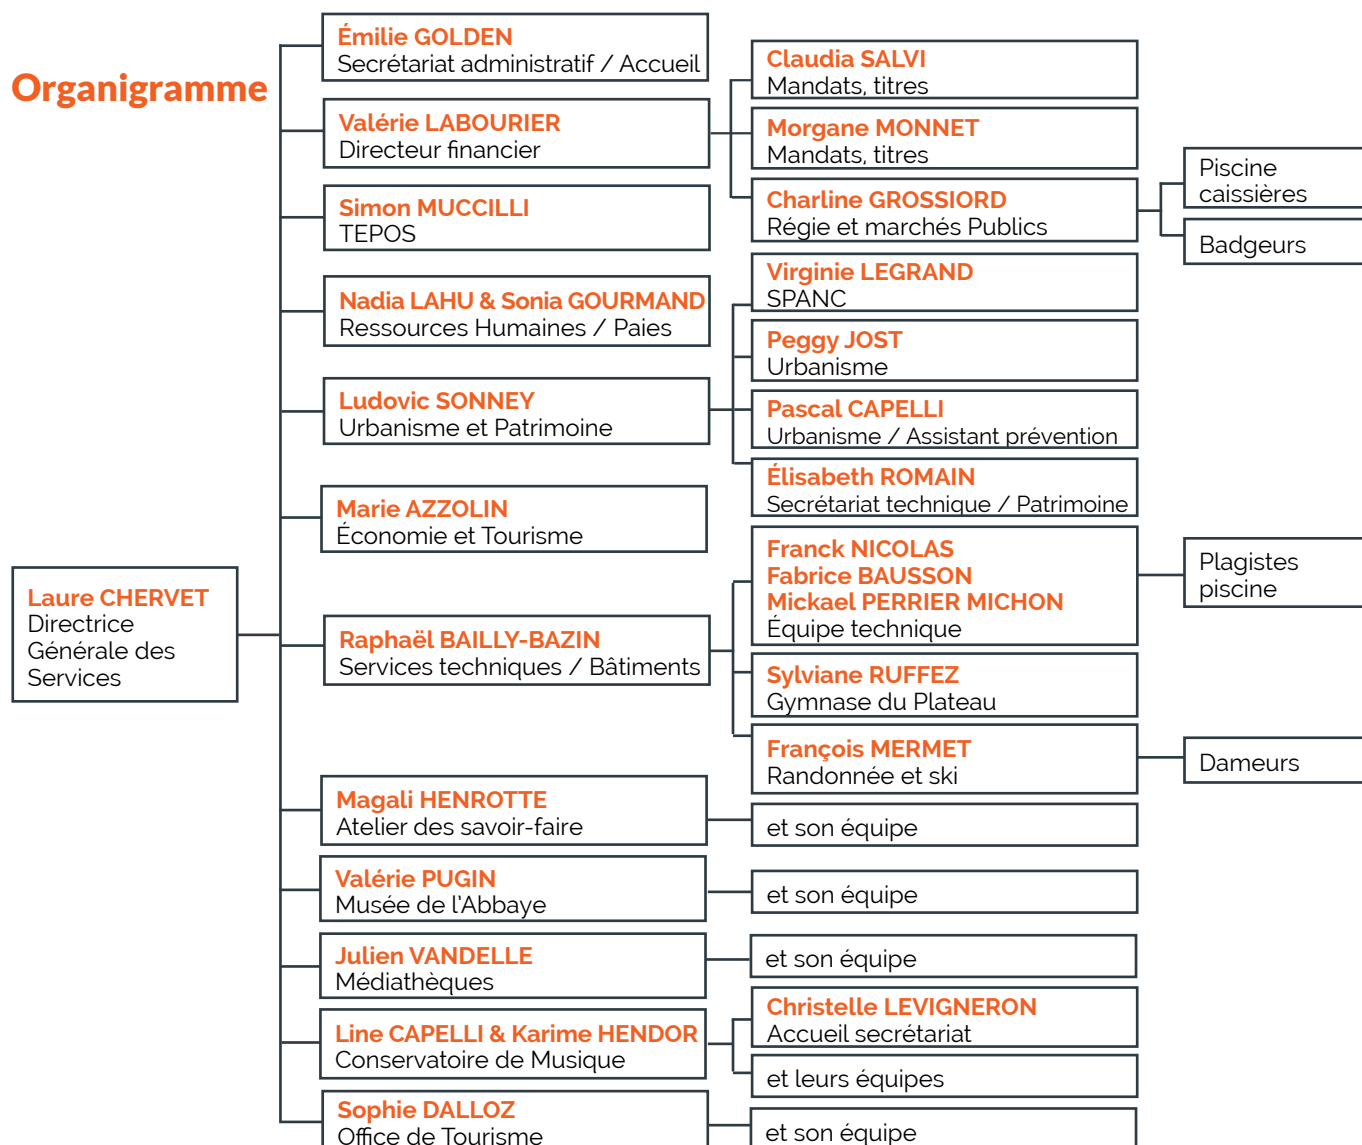 Organigramme
Laure CHERVET
Directrice
Générale des
Services
Émilie GOLDEN
Secrétariat administratif / Accueil
Valérie LABOURIER
Directeur financier
Claudia SALVI
Mandats, titres
Morgane MONNET
Mandats, titres
Charline GROSSIORD
Régie et marchés Publics
Piscine
caissières
Badgeurs
Simon MUCCILLI
TEPOS
Nadia LAHU & Sonia GOURMAND
Ressources Humaines / Paies
Ludovic SONNEY
Urbanisme et Patrimoine
Virginie LEGRAND
SPANC
Peggy JOST
Urbanisme
Pascal CAPELLI
Urbanisme / Assistant prévention
Élisabeth ROMAIN
Secrétariat technique / Patrimoine
Marie AZZOLIN
Économie et Tourisme
Raphaël BAILLY-BAZIN
Services techniques / Bâtiments
Franck NICOLAS
Fabrice BAUSSON
Mickael PERRIER MICHON
Équipe technique
Plagistes
piscine
Sylviane RUFFEZ
Gymnase du Plateau
François MERMET
Randonnée et ski
Dameurs
Magali HENROTTE
Atelier des savoir-faire
et son équipe
Valérie PUGIN
Musée de l'Abbaye
et son équipe
Julien VANDELLE
Médiathèques
et son équipe
Line CAPELLI & Karime HENDOR
Conservatoire de Musique
Christelle LEVIGNERON
Accueil secrétariat
et leurs équipes
Sophie DALLOZ
Office de Tourisme
et son équipe